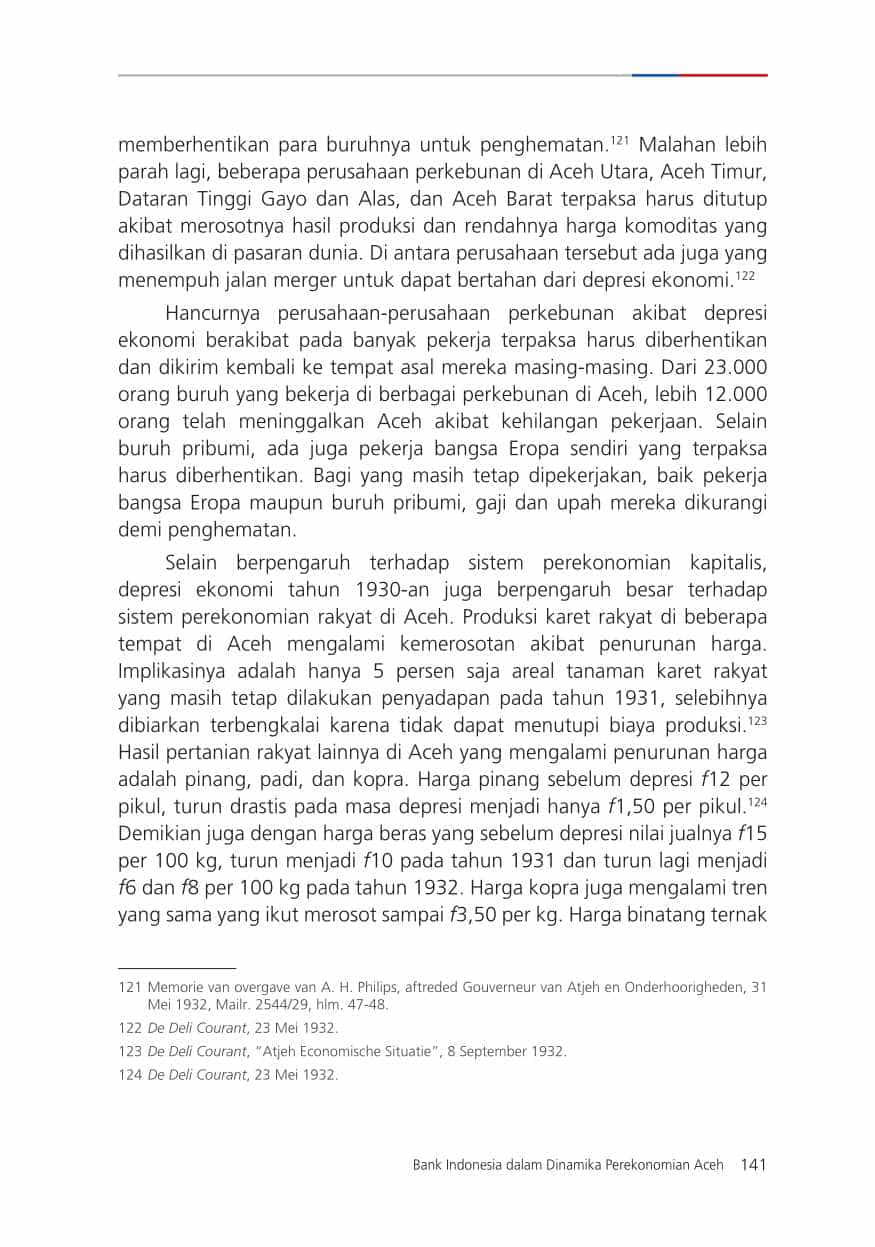 memberhentikan para buruhnya untuk penghematan.121 Malahan lebih
parah lagi, beberapa perusahaan perkebunan di Aceh Utara, Aceh Timur,
Dataran Tinggi Gayo dan Alas, dan Aceh Barat terpaksa harus ditutup
akibat merosotnya hasil produksi dan rendahnya harga komoditas yang
dihasilkan di pasaran dunia. Di antara perusahaan tersebut ada juga yang
menempuh jalan merger untuk dapat bertahan dari depresi ekonomi.122
Hancurnya perusahaan-perusahaan perkebunan akibat depresi
ekonomi berakibat pada banyak pekerja terpaksa harus diberhentikan
dan dikirim kembali ke tempat asal mereka masing-masing. Dari 23.000
orang buruh yang bekerja di berbagai perkebunan di Aceh, lebih 12.000
orang telah meninggalkan Aceh akibat kehilangan pekerjaan. Selain
buruh pribumi, ada juga pekerja bangsa Eropa sendiri yang terpaksa
harus diberhentikan. Bagi yang masih tetap dipekerjakan, baik pekerja
bangsa Eropa maupun buruh pribumi, gaji dan upah mereka dikurangi
demi penghematan.
Selain berpengaruh terhadap sistem perekonomian kapitalis,
depresi ekonomi tahun 1930-an juga berpengaruh besar terhadap
sistem perekonomian rakyat di Aceh. Produksi karet rakyat di beberapa
tempat di Aceh mengalami kemerosotan akibat penurunan harga.
Implikasinya adalah hanya 5 persen saja areal tanaman karet rakyat
yang masih tetap dilakukan penyadapan pada tahun 1931, selebihnya
dibiarkan terbengkalai karena tidak dapat menutupi biaya produksi.123
Hasil pertanian rakyat lainnya di Aceh yang mengalami penurunan harga
adalah pinang, padi, dan kopra. Harga pinang sebelum depresi f12 per
pikul, turun drastis pada masa depresi menjadi hanya f1,50 per pikul.124
Demikian juga dengan harga beras yang sebelum depresi nilai jualnya f15
per 100 kg, turun menjadi f10 pada tahun 1931 dan turun lagi menjadi
f6 dan f8 per 100 kg pada tahun 1932. Harga kopra juga mengalami tren
yang sama yang ikut merosot sampai f3,50 per kg. Harga binatang ternak
121 Memorie van overgave van A. H. Philips, aftreded Gouverneur van Atjeh en Onderhoorigheden, 31
Mei 1932, Mailr. 2544/29, hlm. 47-48.
122 De Deli Courant, 23 Mei 1932.
123 De Deli Courant, “Atjeh Economische Situatie”, 8 September 1932.
124 De Deli Courant, 23 Mei 1932.
Bank Indonesia dalam Dinamika Perekonomian Aceh 141